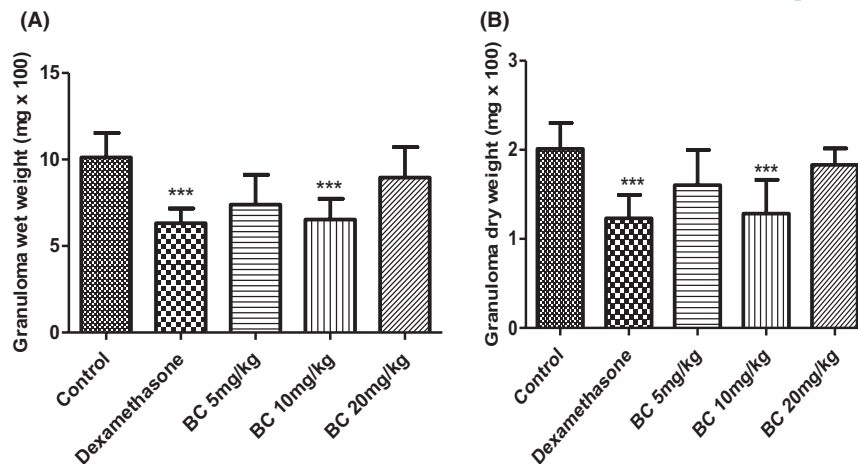 (A)
Granuloma wet weight (mg x 100)
15
10
5
0
***
***
Control
Dexamethasone
BC 5mg/kg
BC 10mg/kg
BC 20mg/kg
(B)
Granuloma dry weight (mg x 100)
3
2
1
0
***
***
Control
Dexamethasone
BC 5mg/kg
BC 10mg/kg
BC 20mg/kg